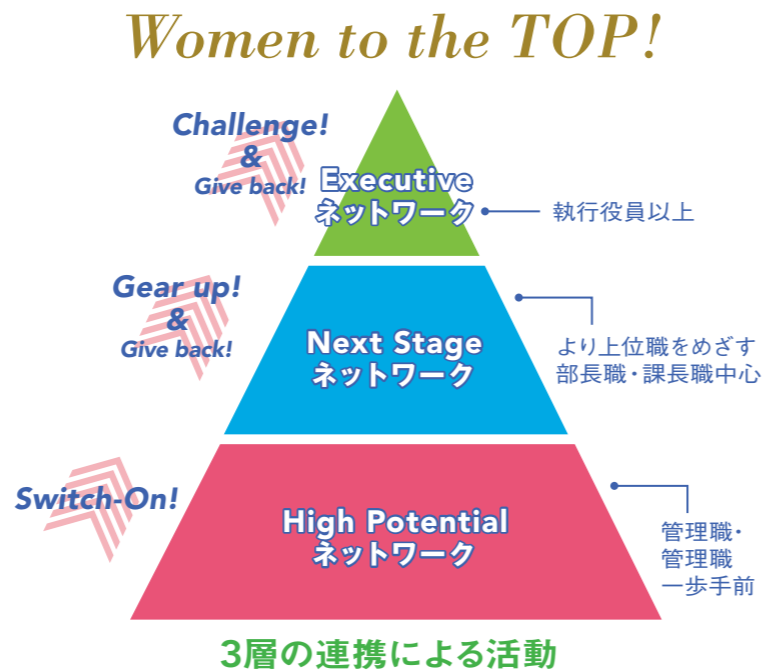 Women to the TOP!
Challenge!
&
Give back!
Executive
ネットワーク
執行役員以上
Gear up!
&
Give back!
Next Stage
ネットワーク
より上位職をめざす
部長職・課長職中心
Switch-On!
High Potential
ネットワーク
管理職・
管理職
一歩手前
3層の連携による活動